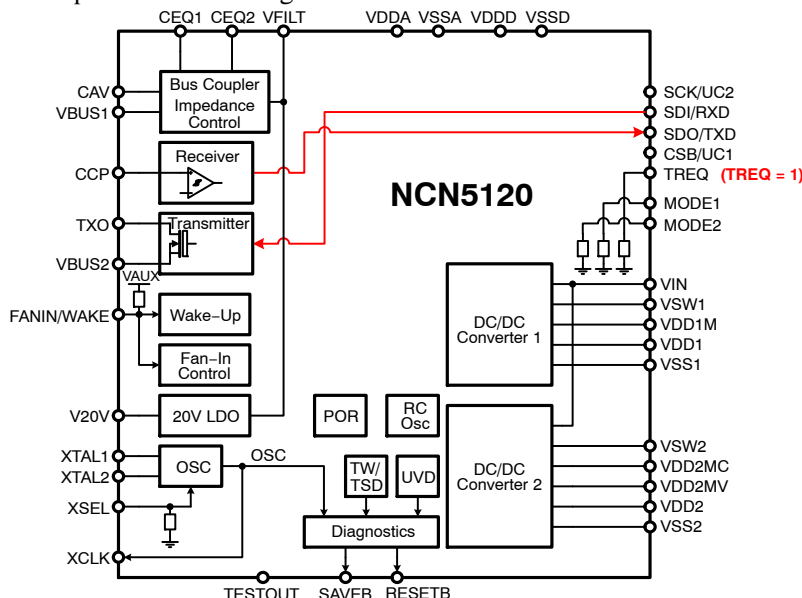 CEQ1 CEQ2 VFILT VDDA VSSA VDDD VSSD
CAV
VBUS1
Bus Coupler
Impedance
Control
CCP
Receiver
TXO
VBUS2
Transmitter
VAUX
FANIN/WAKE
Wake-Up
Fan-In
Control
V20V
20V LDO
XTAL1
XTAL2
OSC
OSC
XSEL
XCLK
NCN5120
POR
RC
Osc
TW/
TSD
UVD
Diagnostics
DC/DC
Converter 1
DC/DC
Converter 2
SCK/UC2
SDI/RXD
SDO/TXD
CSB/UC1
TREQ (TREQ = 1)
MODE1
MODE2
VIN
VSW1
VDD1M
VDD1
VSS1
VSW2
VDD2MC
VDD2MV
VDD2
VSS2
TESTOUT SAVEB RESETB